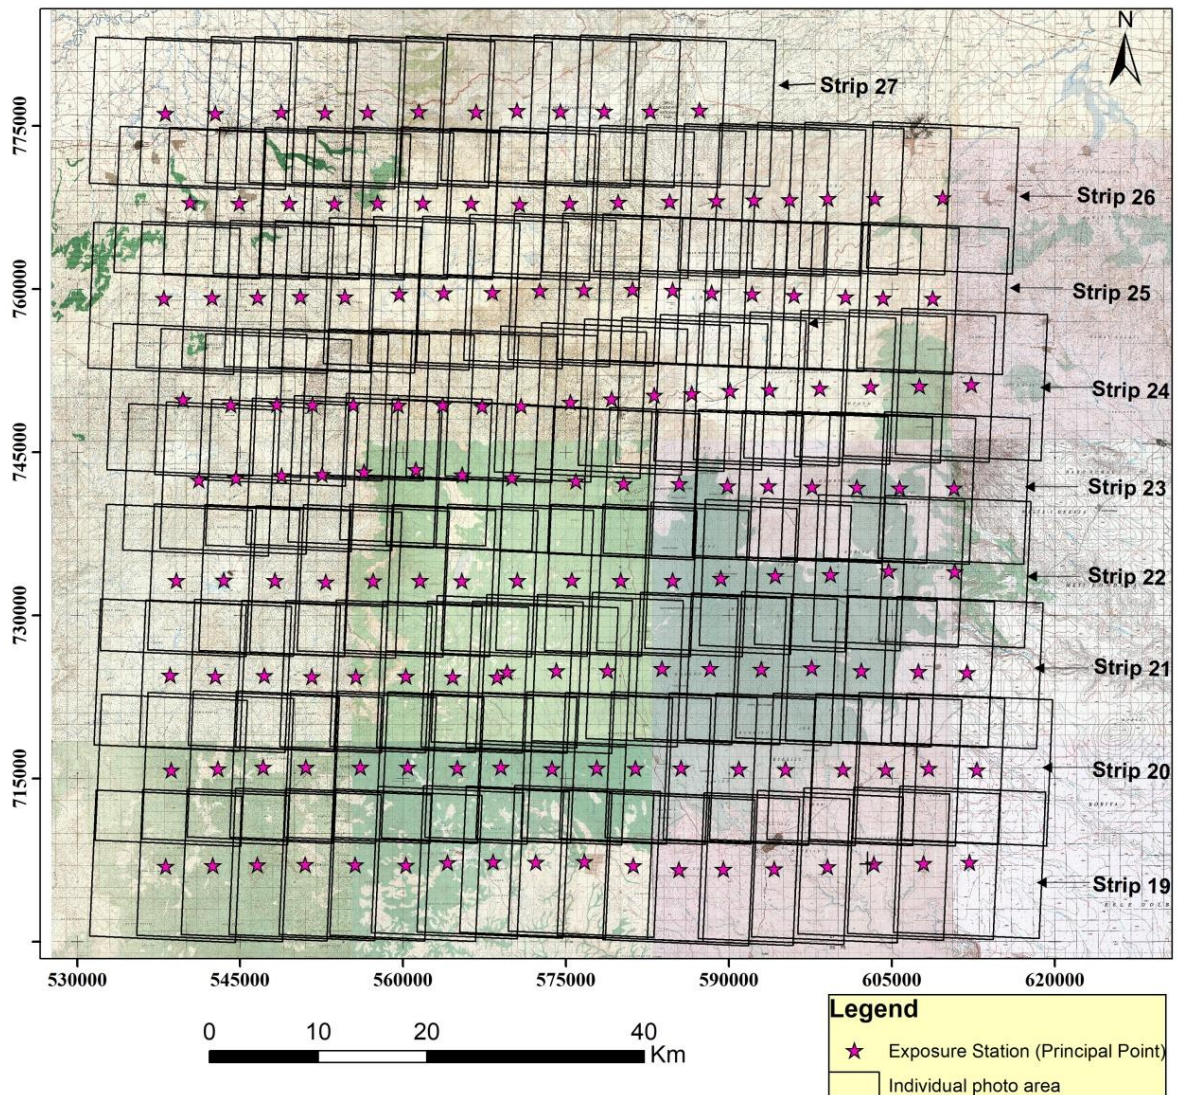 N
Strip 27
775000
Strip 26
760000
Strip 25
Strip 24
745000
Strip 23
Strip 22
730000
Strip 21
715000
Strip 20
Strip 19
530000 545000 560000 575000 590000 605000 620000
Legend
0 10 20 40
Km
Exposure Station (Principal Point)
Individual photo area